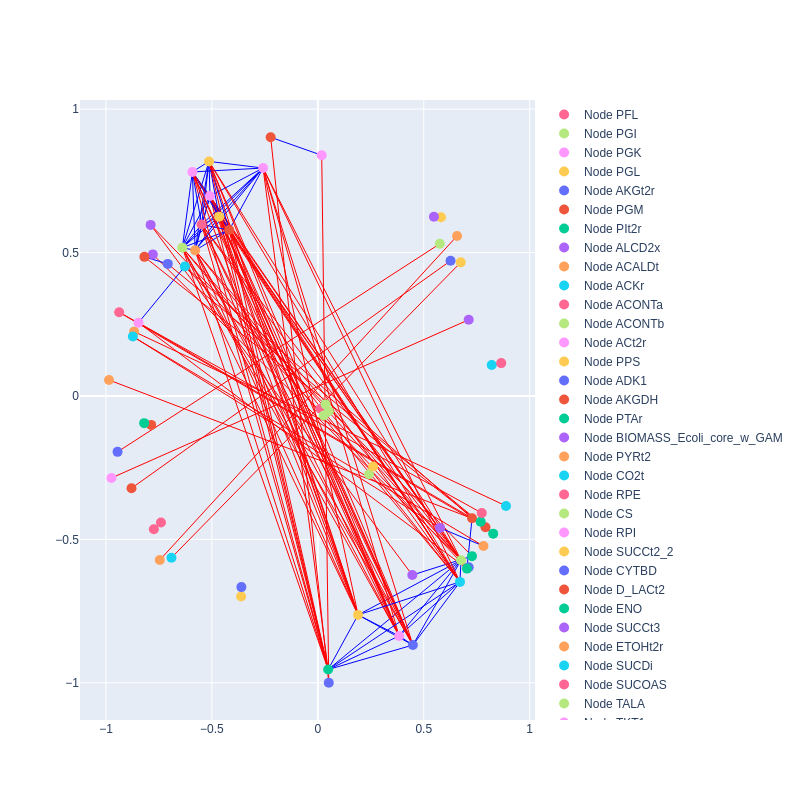 1
0.5
0
−0.5
−1
−1
−0.5
0
0.5
1
Node PFL
Node PGI
Node PGK
Node PGL
Node AKGt2r
Node PGM
Node PIt2r
Node ALCD2x
Node ACALDt
Node ACKr
Node ACONTa
Node ACONTb
Node ACt2r
Node PPS
Node ADK1
Node AKGDH
Node PTAr
Node BIOMASS_Ecoli_core_w_GAM
Node PYRt2
Node CO2t
Node RPE
Node CS
Node RPI
Node SUCCt2_2
Node CYTBD
Node D_LACt2
Node ENO
Node SUCCt3
Node ETOHt2r
Node SUCDi
Node SUCOAS
Node TALA